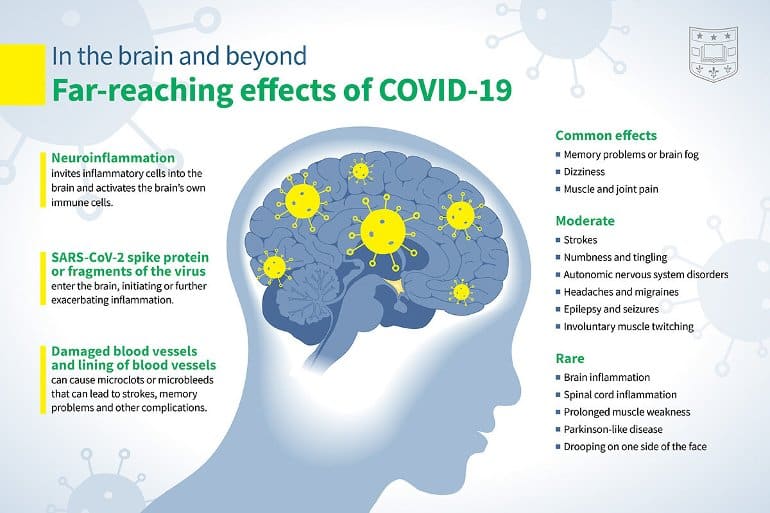 In the brain and beyond
Far-reaching effects of COVID-19
Neuroinflammation
invites inflammatory cells into the
brain and activates the brain's own
immune cells.
SARS-CoV-2 spike protein
or fragments of the virus
enter the brain, initiating or further
exacerbating inflammation.
Damaged blood vessels
and lining of blood vessels
can cause microclots or microbleeds
that can lead to strokes, memory
problems and other complications.
Common effects
Memory problems or brain fog
Dizziness
Muscle and joint pain
Moderate
Strokes
Numbness and tingling
Autonomic nervous system disorders
Headaches and migraines
Epilepsy and seizures
Involuntary muscle twitching
Rare
Brain inflammation
Spinal cord inflammation
Prolonged muscle weakness
Parkinson-like disease
Drooping on one side of the face